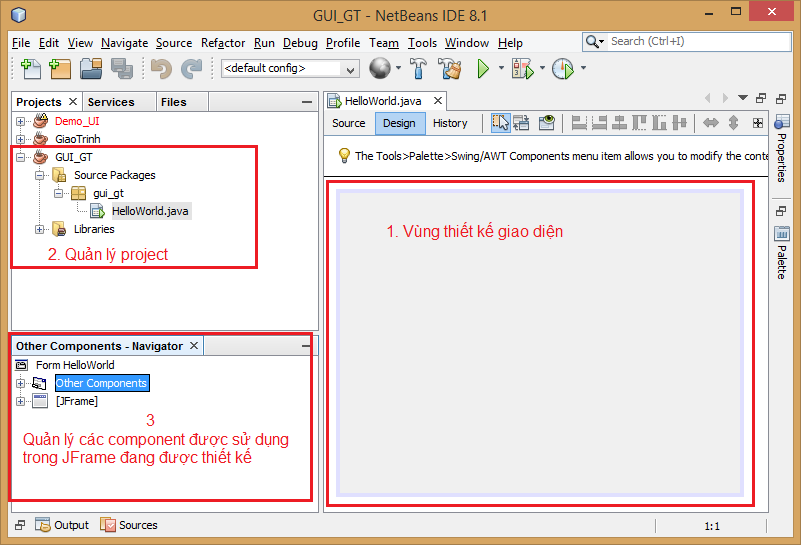 GUI_GT - NetBeans IDE 8.1
File Edit View Navigate Source Refactor Run Debug Profile Team Tools Window Help
Search (Ctrl+I)
<default config>
Projects Services Files
Demo_UI
GiaoTrinh
GUI_GT
Source Packages
gui_gt
HelloWorld.java
Libraries
2. Quản lý project
Other Components - Navigator
Form HelloWorld
Other Components
[JFrame]
3
Quản lý các component được sử dụng
trong JFrame đang được thiết kế
HelloWorld.java
Source Design History
The Tools>Palette>Swing/AWT Components menu item allows you to modify the conte
1. Vùng thiết kế giao diện
Properties
Palette
Output Sources
1:1